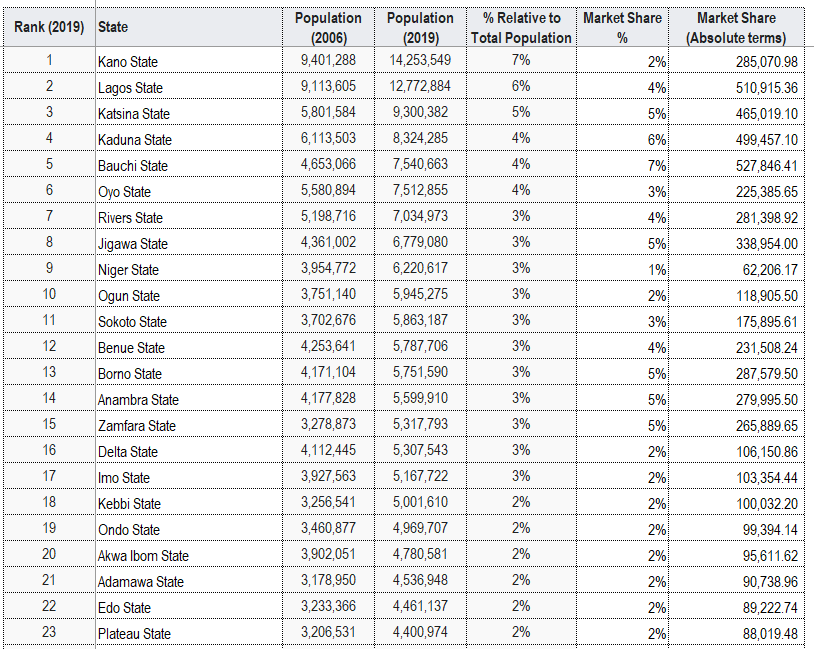 Rank (2019) State Population (2006) Population (2019) % Relative to Total Population Market Share % Market Share (Absolute terms)
1 Kano State 9,401,288 14,253,549 7% 2% 285,070.98
2 Lagos State 9,113,605 12,772,884 6% 4% 510,915.36
3 Katsina State 5,801,584 9,300,382 5% 5% 465,019.10
4 Kaduna State 6,113,503 8,324,285 4% 6% 499,457.10
5 Bauchi State 4,653,066 7,540,663 4% 7% 527,846.41
6 Oyo State 5,580,894 7,512,855 4% 3% 225,385.65
7 Rivers State 5,198,716 7,034,973 3% 4% 281,398.92
8 Jigawa State 4,361,002 6,779,080 3% 5% 338,954.00
9 Niger State 3,954,772 6,220,617 3% 1% 62,206.17
10 Ogun State 3,751,140 5,945,275 3% 2% 118,905.50
11 Sokoto State 3,702,676 5,863,187 3% 3% 175,895.61
12 Benue State 4,253,641 5,787,706 3% 4% 231,508.24
13 Borno State 4,171,104 5,751,590 3% 5% 287,579.50
14 Anambra State 4,177,828 5,599,910 3% 5% 279,995.50
15 Zamfara State 3,278,873 5,317,793 3% 5% 265,889.65
16 Delta State 4,112,445 5,307,543 3% 2% 106,150.86
17 Imo State 3,927,563 5,167,722 3% 2% 103,354.44
18 Kebbi State 3,256,541 5,001,610 2% 2% 100,032.20
19 Ondo State 3,460,877 4,969,707 2% 2% 99,394.14
20 Akwa Ibom State 3,902,051 4,780,581 2% 2% 95,611.62
21 Adamawa State 3,178,950 4,536,948 2% 2% 90,738.96
22 Edo State 3,233,366 4,461,137 2% 2% 89,222.74
23 Plateau State 3,206,531 4,400,974 2% 2% 88,019.48